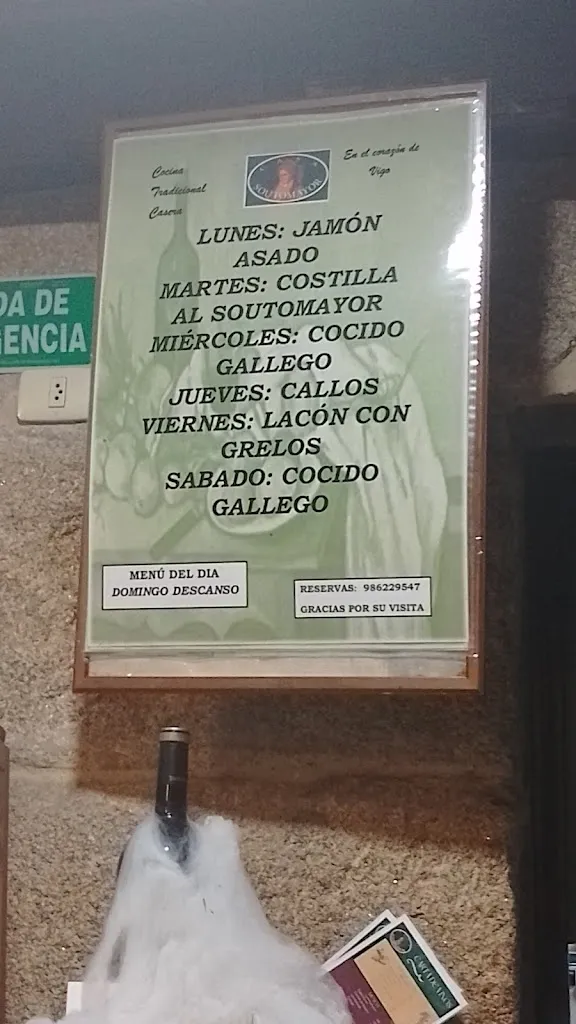 Cocina
Tradicional
Casera
SOUTOMAYOR
En el corazón de
Vigo
LUNES: JAMÓN
ASADO
MARTES: COSTILLA
AL SOUTOMAYOR
MIÉRCOLES: COCIDO
GALLEGO
JUEVES: CALLOS
VIERNES: LACÓN CON
GRELOS
SABADO: COCIDO
GALLEGO
MENÚ DEL DIA
DOMINGO DESCANSO
RESERVAS: 986229547
GRACIAS POR SU VISITA
DA DE
GENCIA